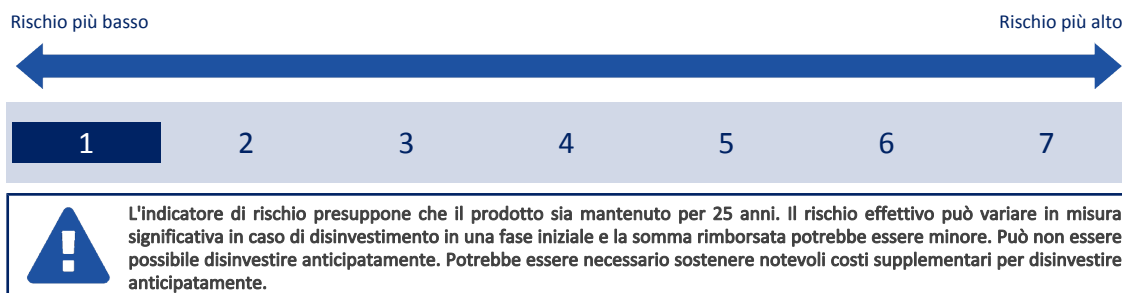 Rischio più basso
Rischio più alto
1 2 3 4 5 6 7
L'indicatore di rischio presuppone che il prodotto sia mantenuto per 25 anni. Il rischio effettivo può variare in misura
significativa in caso di disinvestimento in una fase iniziale e la somma rimborsata potrebbe essere minore. Può non essere
possibile disinvestire anticipatamente. Potrebbe essere necessario sostenere notevoli costi supplementari per disinvestire
anticipatamente.